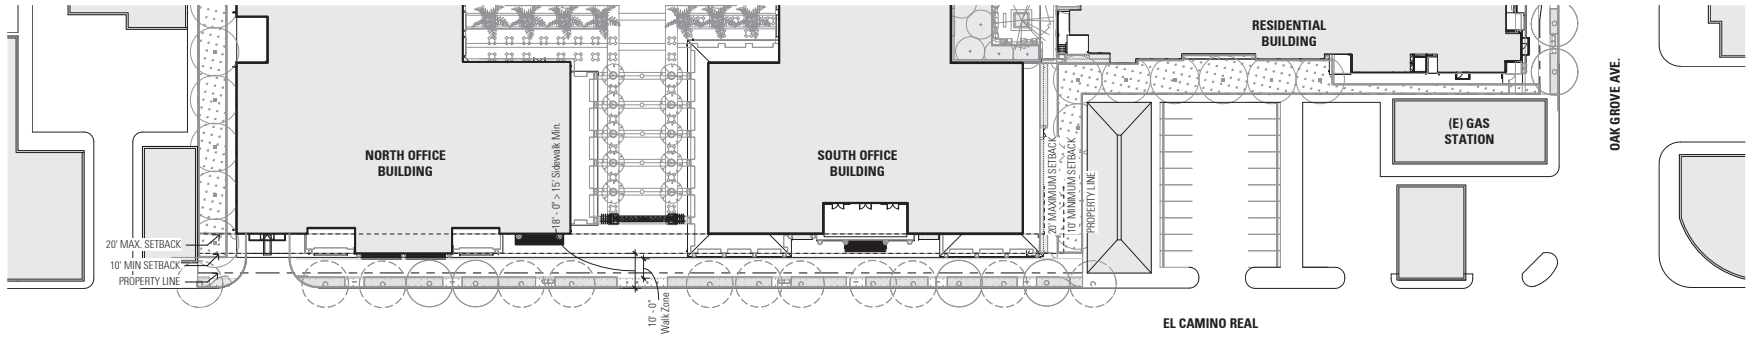 RESIDENTIAL
BUILDING
OAK GROVE AVE.
(E) GAS
STATION
NORTH OFFICE
BUILDING
18' - 0" > 15' Sidewalk Min.
SOUTH OFFICE
BUILDING
20' MAXIMUM SETBACK
10' MINIMUM SETBACK
PROPERTY LINE
20' MAX. SETBACK
10' MIN SETBACK
PROPERTY LINE
10' - 0"
Walk Zone
EL CAMINO REAL